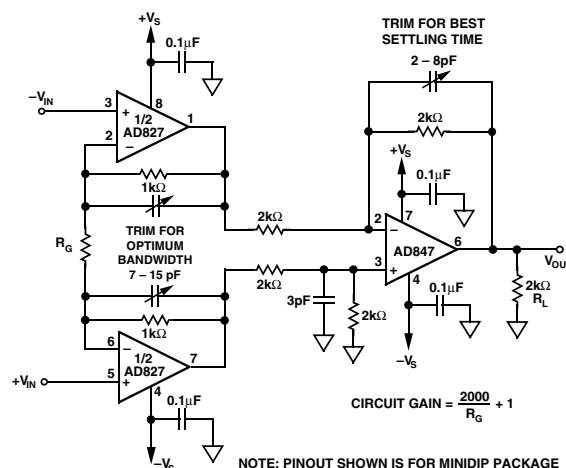 +VS
0.1µF
–VIN
3
+
8
1/2
AD827
1
2
–
1kΩ
RG
TRIM FOR
OPTIMUM
BANDWIDTH
7 – 15 pF
1kΩ
6
–
1/2
AD827
7
+VIN
5
+
4
0.1µF
–VS
TRIM FOR BEST
SETTLING TIME
2 – 8pF
2kΩ
+VS
0.1µF
2kΩ
2
–
7
AD847
6
VOU
2kΩ
3
+
4
3pF
2kΩ
0.1µF
2kΩ
RL
–VS
CIRCUIT GAIN = 2000/RG + 1
NOTE: PINOUT SHOWN IS FOR MINIDIP PACKAGE